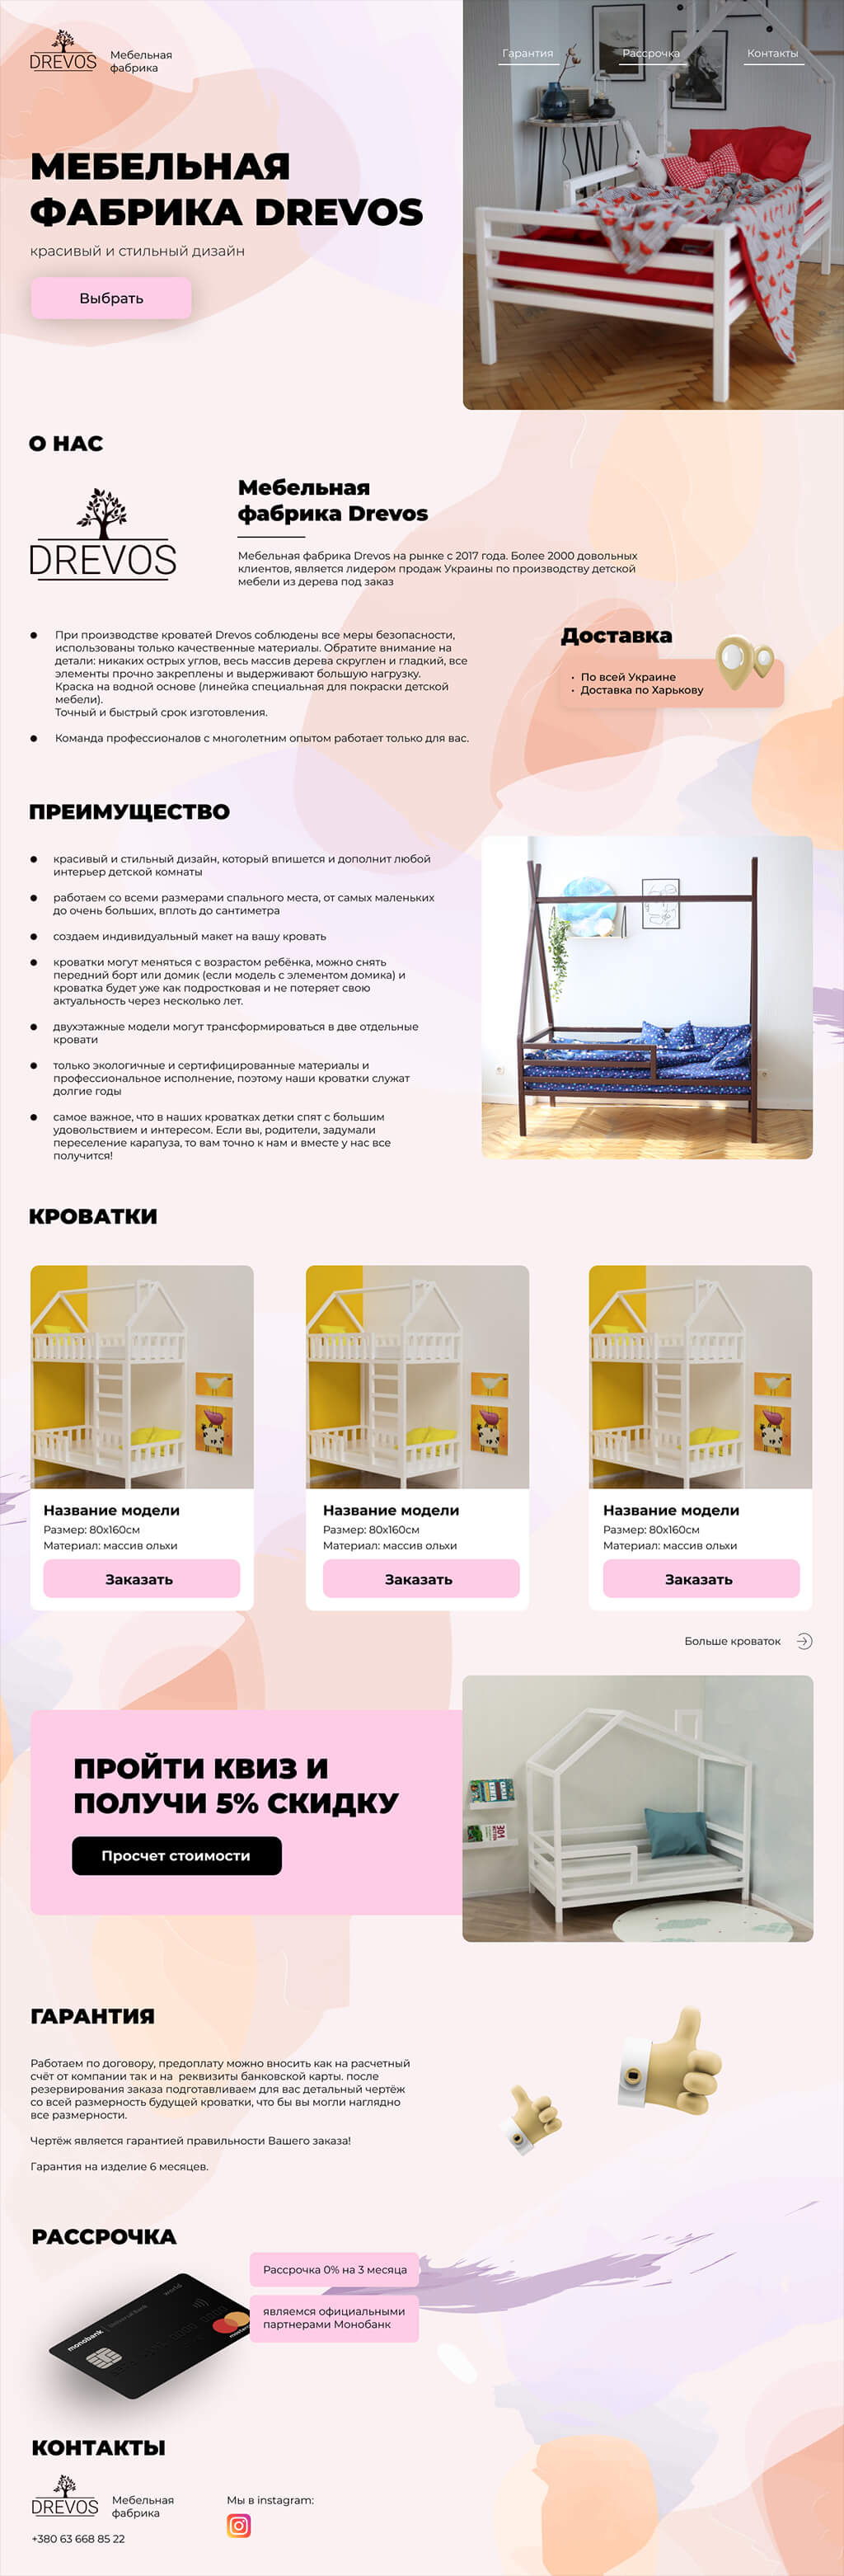 DREVOS
Мебельная
фабрика
Гарантия
Рассрочка
Контакты
МЕБЕЛЬНАЯ
ФАБРИКА DREVOS
красивый и стильный дизайн
Выбрать
О НАС
DREVOS
Мебельная
фабрика Drevos
Мебельная фабрика Drevos на рынке с 2017 года. Более 2000 довольных
клиентов, является лидером продаж Украины по производству детской
мебели из дерева под заказ
При производстве кроватей Drevos соблюдены все меры безопасности,
использованы только качественные материалы. Обратите внимание на
детали: никаких острых углов, весь массив дерева скруглен и гладкий, все
элементы прочно закреплены и выдерживают большую нагрузку.
Краска на водной основе (линейка специальная для покраски детской
мебели).
Точный и быстрый срок изготовления.
Команда профессионалов с многолетним опытом работает только для вас.
Доставка
По всей Украине
Доставка по Харькову
ПРЕИМУЩЕСТВО
красивый и стильный дизайн, который впишется и дополнит любой
интерьер детской комнаты
работаем со всеми размерами спального места, от самых маленьких
до очень больших, вплоть до сантиметра
создаем индивидуальный макет на вашу кровать
кроватки могут меняться с возрастом ребёнка, можно снять
передний борт или домик (если модель с элементом домика) и
кроватка будет уже как подростковая и не потеряет свою
актуальность через несколько лет.
двухэтажные модели могут трансформироваться в две отдельные
кровати
только экологичные и сертифицированные материалы и
профессиональное исполнение, поэтому наши кроватки служат
долгие годы
самое важное, что в наших кроватках детки спят с большим
удовольствием и интересом. Если вы, родители, задумали
переселение карапуза, то вам точно к нам и вместе у нас все
получится!
КРОВАТКИ
Название модели
Размер: 80х160см
Материал: массив ольхи
Заказать
Название модели
Размер: 80х160см
Материал: массив ольхи
Заказать
Название модели
Размер: 80х160см
Материал: массив ольхи
Заказать
Больше кроваток
ПРОЙТИ КВИЗ И
ПОЛУЧИ 5% СКИДКУ
Просчет стоимости
ГАРАНТИЯ
Работаем по договору, предоплату можно вносить как на расчетный
счёт от компании так и на реквизиты банковской карты. после
резервирования заказа подготавливаем для вас детальный чертёж
со всей размерность будущей кроватки, что бы вы могли наглядно
все размерности.
Чертёж является гарантией правильности Вашего заказа!
Гарантия на изделие 6 месяцев.
РАССРОЧКА
monobank | Universal Bank
world
Рассрочка 0% на 3 месяца
являемся официальными
партнерами Монобанк
КОНТАКТЫ
DREVOS
Мебельная
фабрика
Мы в instagram:
+380 63 668 85 22